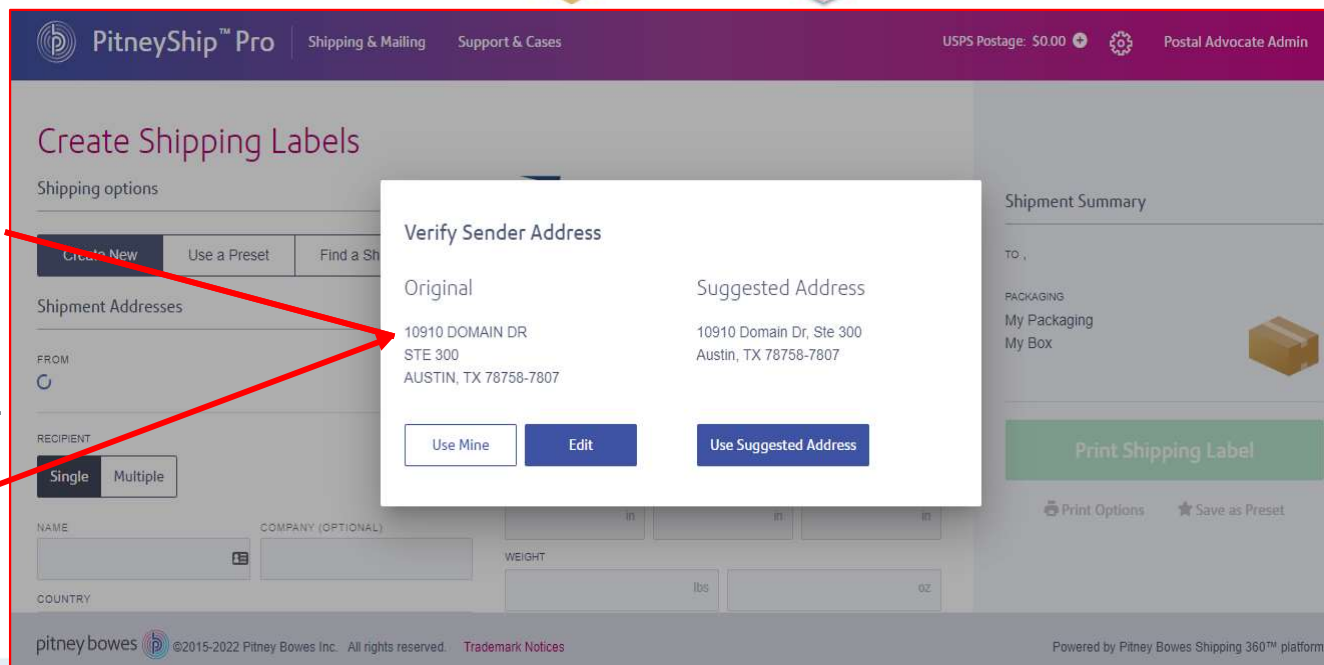 PitneyShip™ Pro
Shipping & Mailing
Support & Cases
USPS Postage: $0.00
Postal Advocate Admin
Create Shipping Labels
Shipping options
Create New
Use a Preset
Find a Sh
Shipment Addresses
FROM
RECIPIENT
Single
Multiple
NAME
COMPANY (OPTIONAL)
COUNTRY
Verify Sender Address
Original
10910 DOMAIN DR
STE 300
AUSTIN, TX 78758-7807
Use Mine
Edit
Suggested Address
10910 Domain Dr, Ste 300
Austin, TX 78758-7807
Use Suggested Address
in
in
in
WEIGHT
lbs
oz
Shipment Summary
TO ,
PACKAGING
My Packaging
My Box
Print Shipping Label
Print Options
Save as Preset
pitney bowes
©2015-2022 Pitney Bowes Inc. All rights reserved.
Trademark Notices
Powered by Pitney Bowes Shipping 360™ platform